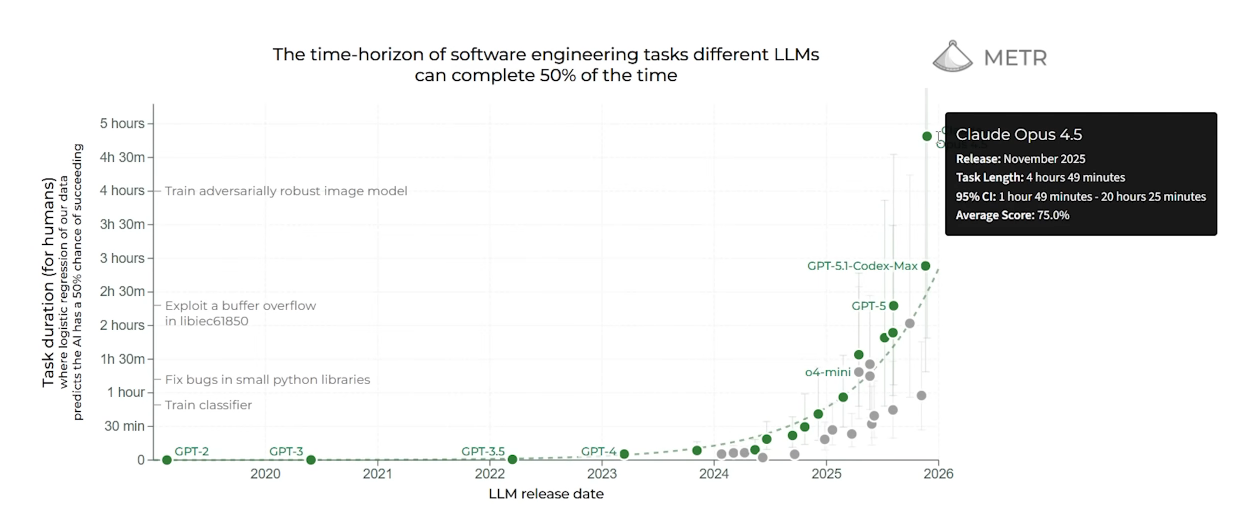 The time-horizon of software engineering tasks different LLMs
can complete 50% of the time
METR
Task duration (for humans)
where logistic regression of our data
predicts the AI has a 50% chance of succeeding
5 hours
4h 30m
4 hours
3h 30m
3 hours
2h 30m
2 hours
1h 30m
1 hour
30 min
0
Train adversarially robust image model
Exploit a buffer overflow
in libiec61850
Fix bugs in small python libraries
Train classifier
GPT-2
GPT-3
GPT-3.5
GPT-4
o4-mini
GPT-5
GPT-5.1-Codex-Max
Claude Opus 4.5
Release: November 2025
Task Length: 4 hours 49 minutes
95% CI: 1 hour 49 minutes - 20 hours 25 minutes
Average Score: 75.0%
2020
2021
2022
2023
2024
2025
2026
LLM release date